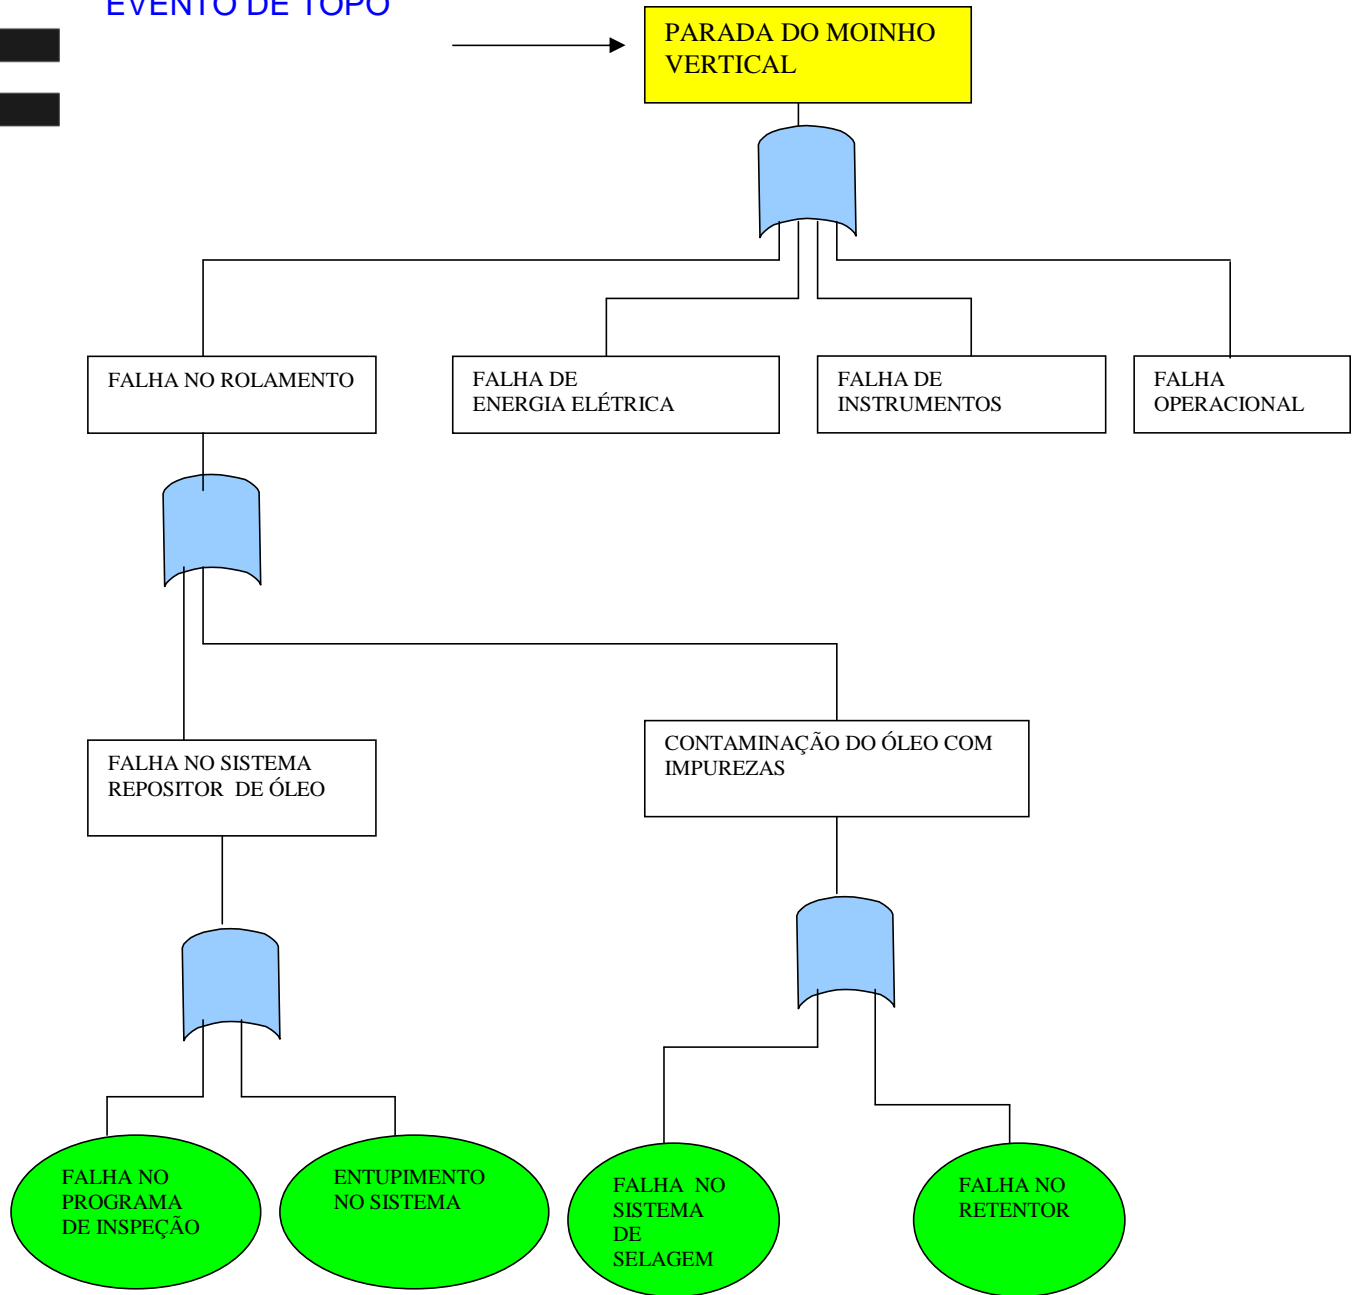 EVENTO DE TOPO
PARADA DO MOINHO
VERTICAL
FALHA NO ROLAMENTO
FALHA DE
ENERGIA ELÉTRICA
FALHA DE
INSTRUMENTOS
FALHA
OPERACIONAL
FALHA NO SISTEMA
REPOSITOR DE ÓLEO
CONTAMINAÇÃO DO ÓLEO COM
IMPUREZAS
FALHA NO
PROGRAMA
DE INSPEÇÃO
ENTUPIMENTO
NO SISTEMA
FALHA NO
SISTEMA
DE
SELAGEM
FALHA NO
RETENTOR